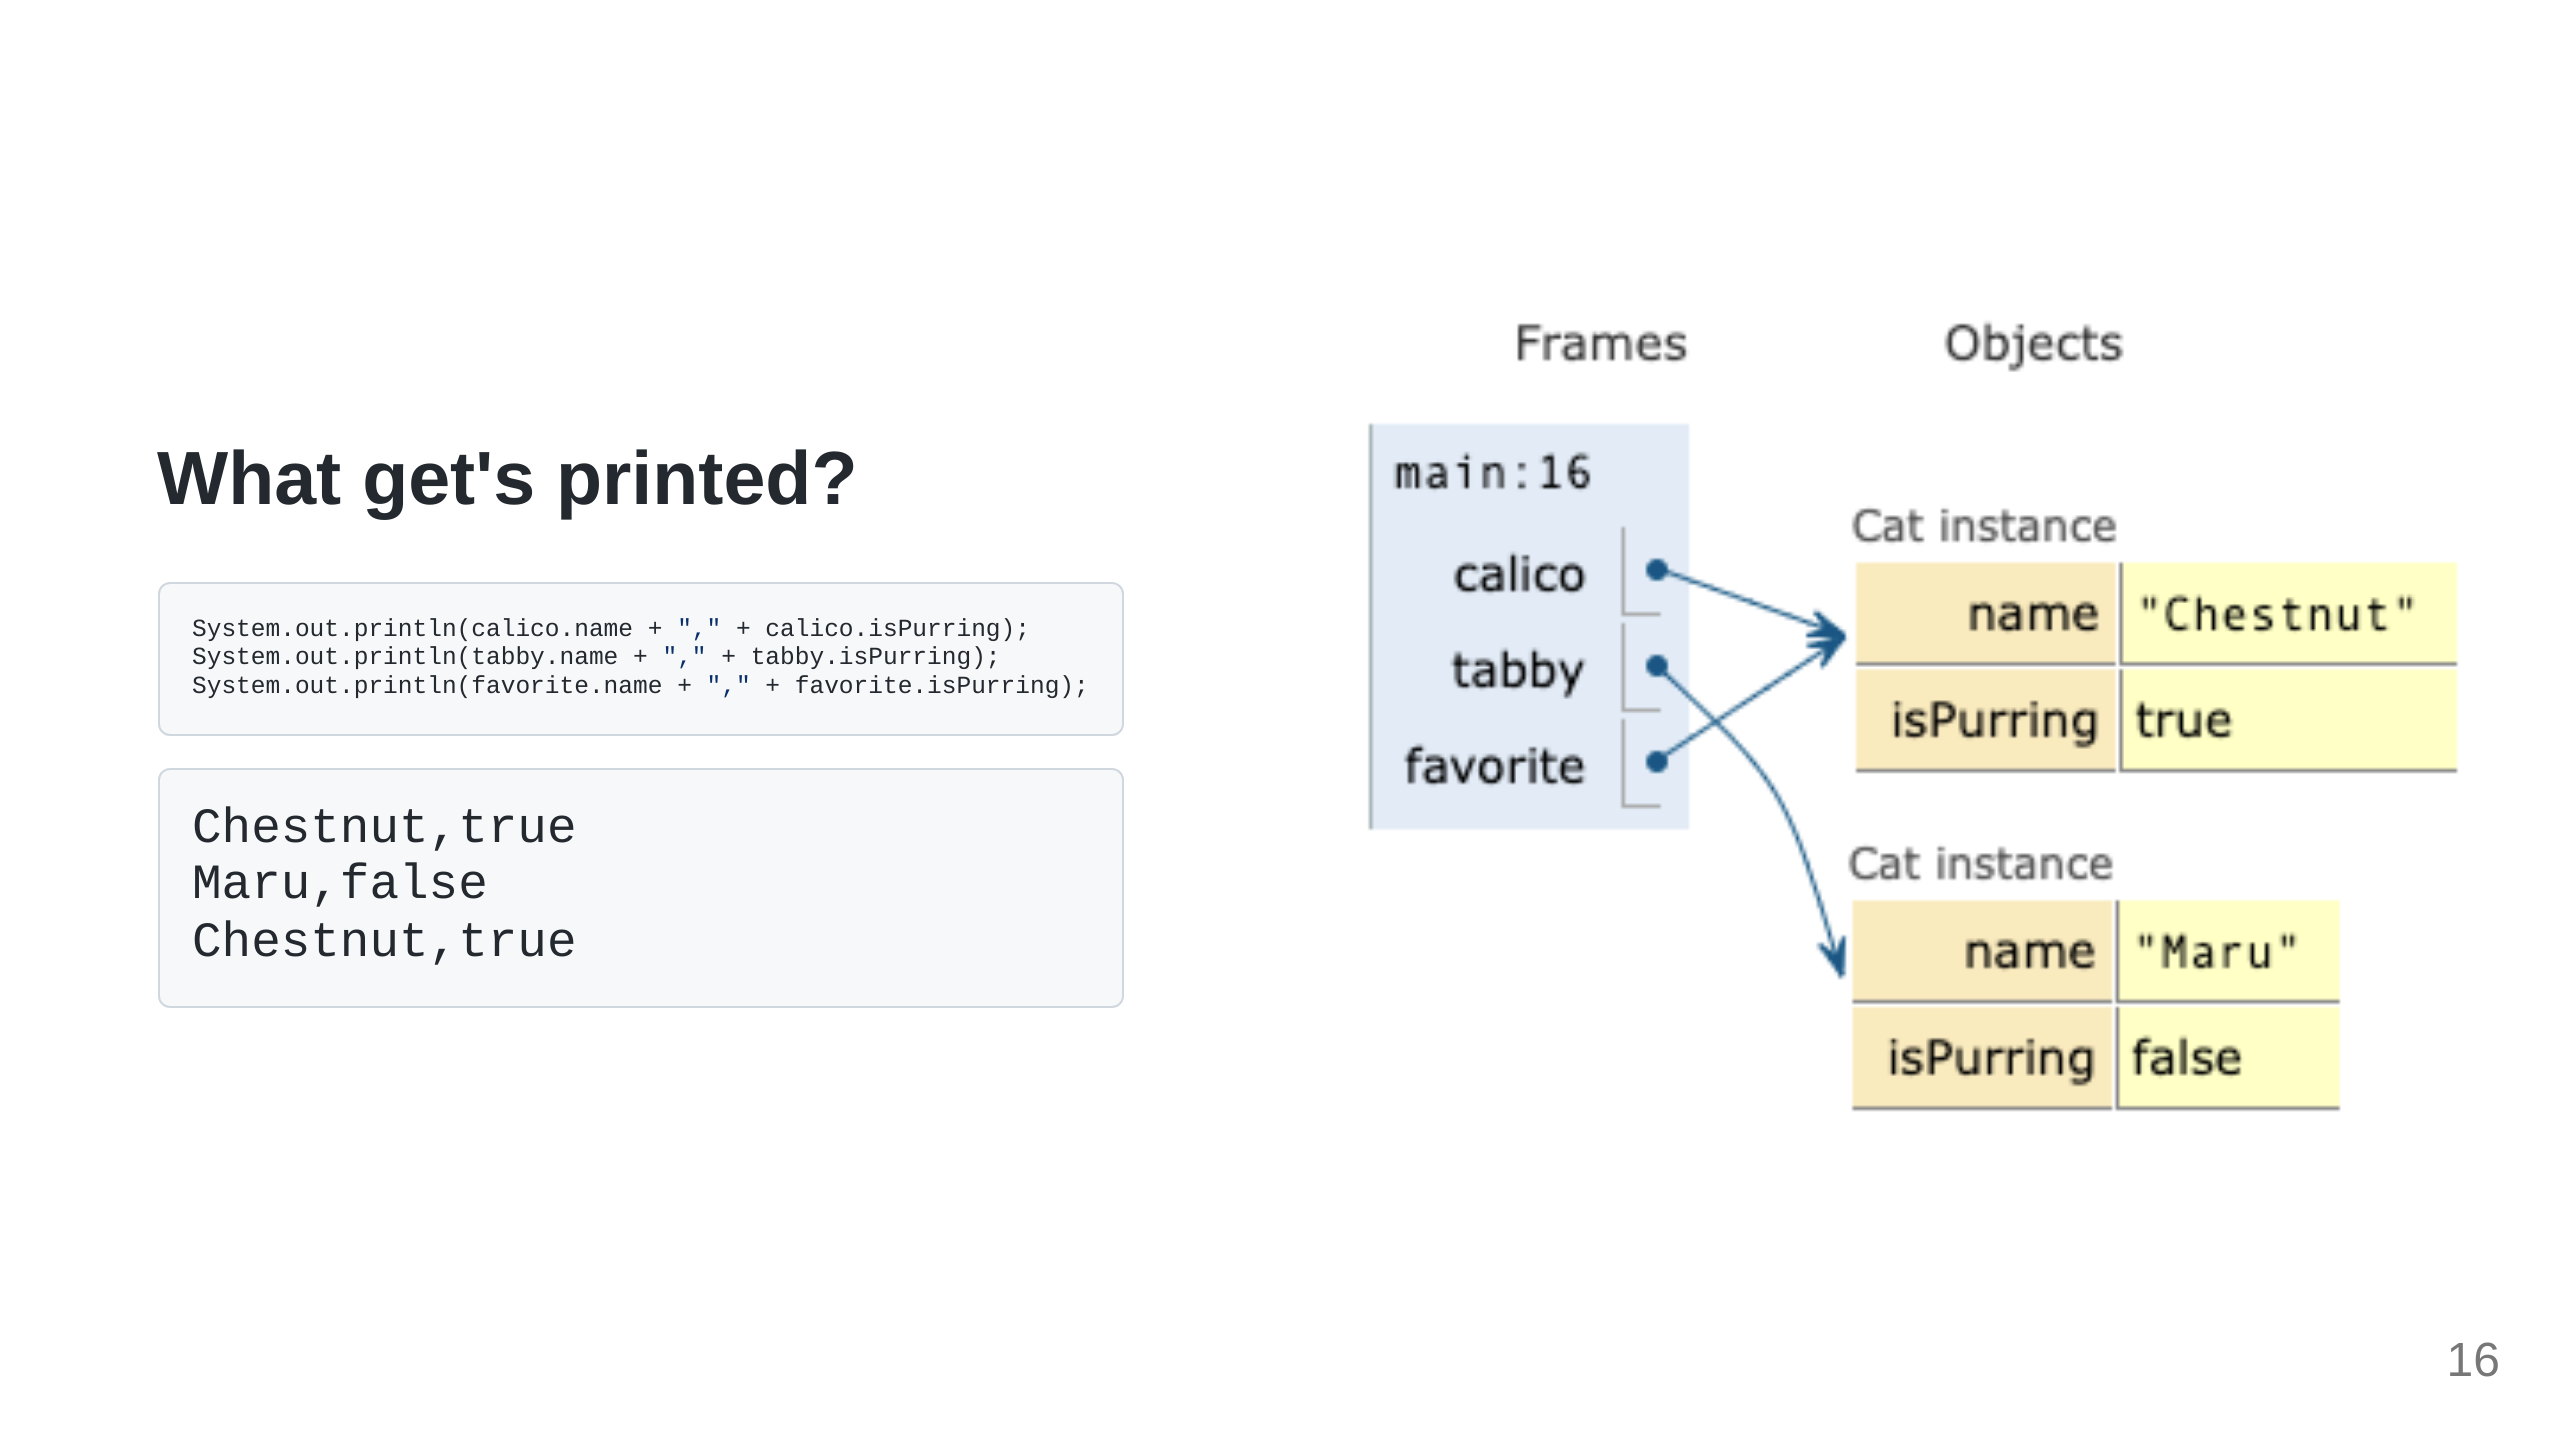 What get's printed?
System.out.println(calico.name + "," + calico.isPurring);
System.out.println(tabby.name + "," + tabby.isPurring);
System.out.println(favorite.name + "," + favorite.isPurring);
Chestnut,true
Maru,false
Chestnut,true
Frames
Objects
main:16
calico
tabby
favorite
Cat instance
name "Chestnut"
isPurring true
Cat instance
name "Maru"
isPurring false
16